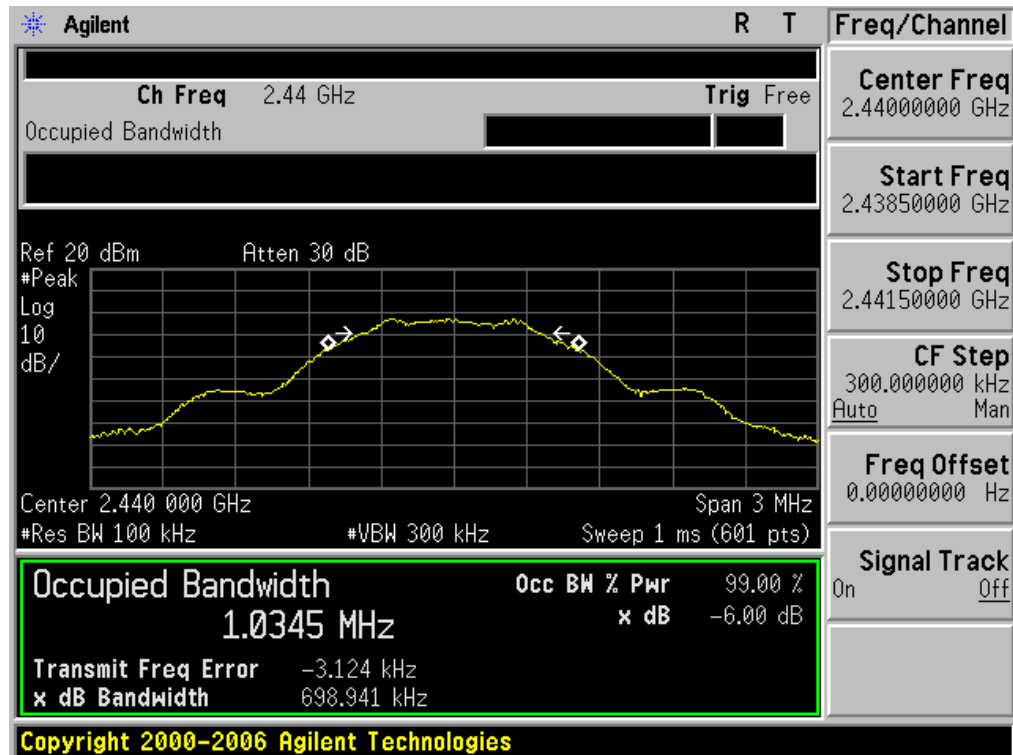 Agilent R T
Ch Freq 2.44 GHz Trig Free
Occupied Bandwidth
Ref 20 dBm Atten 30 dB
#Peak
Log
10
dB/
Center 2.440 000 GHz Span 3 MHz
#Res BW 100 kHz #VBW 300 kHz Sweep 1 ms (601 pts)
Occupied Bandwidth
1.0345 MHz
Occ BW % Pwr 99.00 %
x dB -6.00 dB
Transmit Freq Error -3.124 kHz
x dB Bandwidth 698.941 kHz
Copyright 2000-2006 Agilent Technologies
Freq/Channel
Center Freq
2.44000000 GHz
Start Freq
2.43850000 GHz
Stop Freq
2.44150000 GHz
CF Step
300.000000 kHz
Auto Man
Freq Offset
0.00000000 Hz
Signal Track
On Off